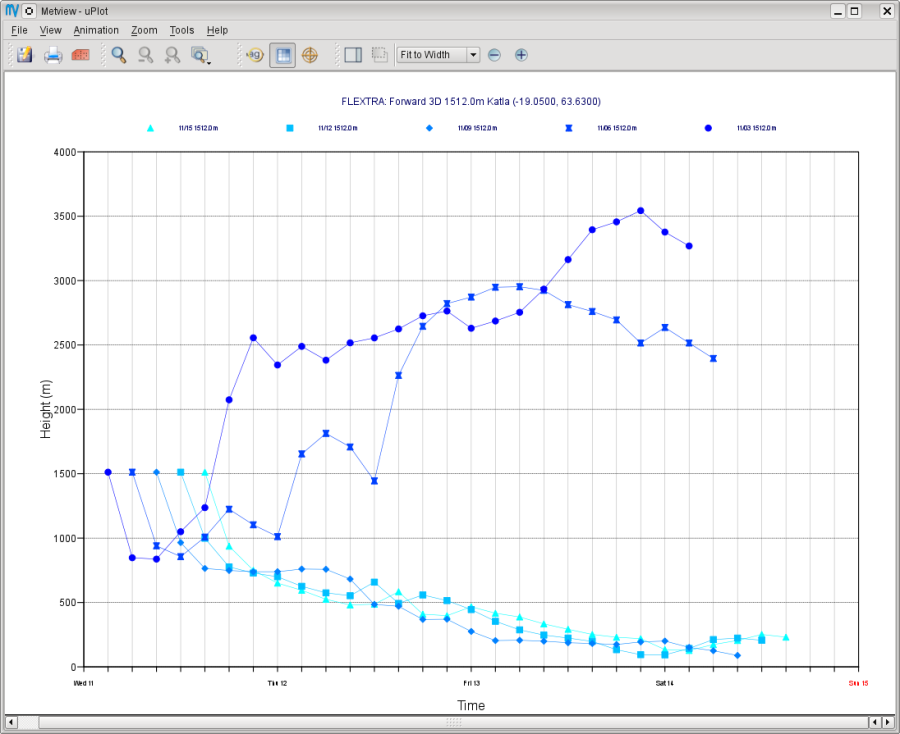 Metview - uPlot
File View Animation Zoom Tools Help
Fit to Width
FLEXTRA: Forward 3D 1512.0m Katla (-19.0500, 63.6300)
11/15 1512.0m 11/12 1512.0m 11/09 1512.0m 11/06 1512.0m 11/03 1512.0m
4000
3500
3000
2500
2000
1500
1000
500
0
Height (m)
Wed 11 Thu 12 Fri 13 Sat 14 Sun 15
Time